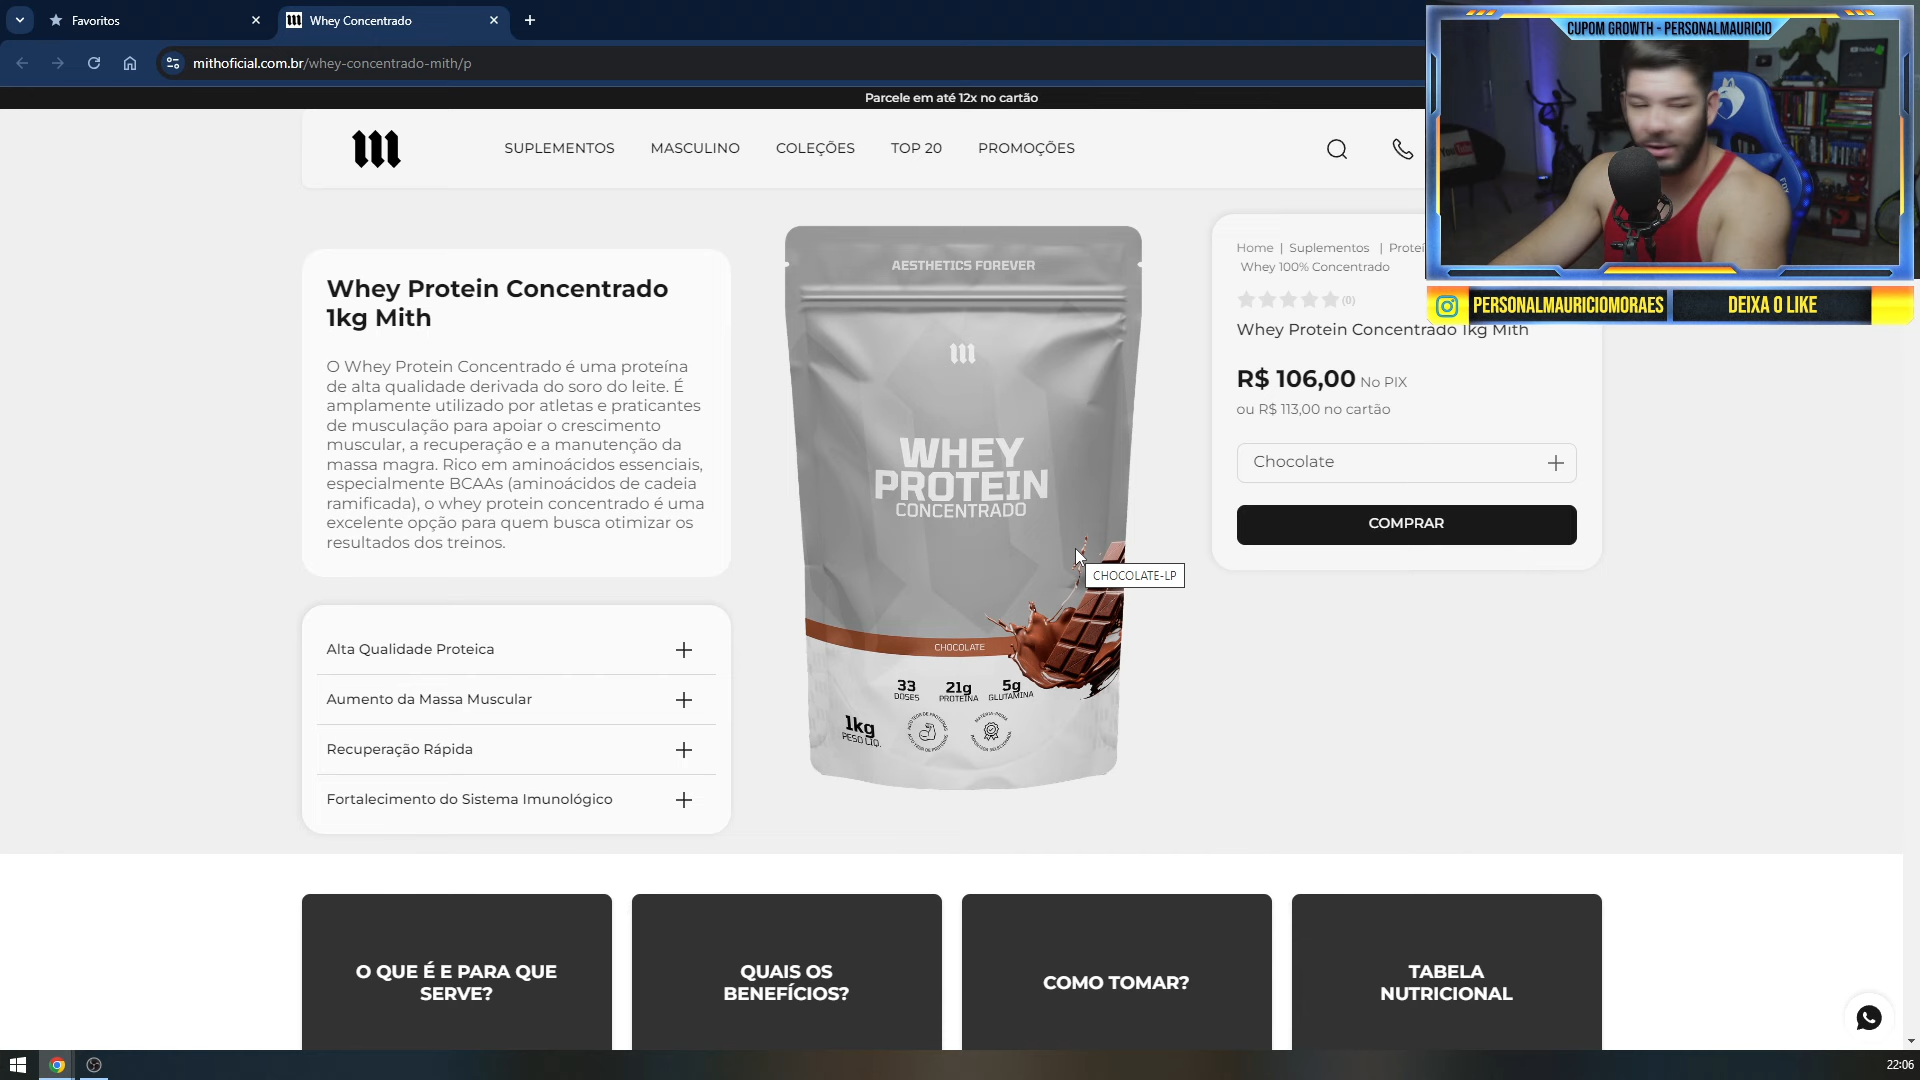 Favoritos
Whey Concentrado
mithoficial.com.br/whey-concentrado-mith/p
CUPOM GROWTH - PERSONALMAURICIO
PERSONALMAURICIOMORAES
DEIXA O LIKE
Parcele em até 12x no cartão
SUPLEMENTOS
MASCULINO
COLEÇÕES
TOP 20
PROMOÇÕES
Whey Protein Concentrado
1kg Mith
O Whey Protein Concentrado é uma proteína
de alta qualidade derivada do soro do leite. É
amplamente utilizado por atletas e praticantes
de musculação para apoiar o crescimento
muscular, a recuperação e a manutenção da
massa magra. Rico em aminoácidos essenciais,
especialmente BCAAs (aminoácidos de cadeia
ramificada), o whey protein concentrado é uma
excelente opção para quem busca otimizar os
resultados dos treinos.
Alta Qualidade Proteica
Aumento da Massa Muscular
Recuperação Rápida
Fortalecimento do Sistema Imunológico
AESTHETICS FOREVER
WHEY
PROTEIN
CONCENTRADO
CHOCOLATE-LP
CHOCOLATE
33
DOSES
21g
PROTEÍNA
5g
GLUTAMINA
1kg
PESO LÍQ.
Home | Suplementos |
Whey 100% Concentrado
(0)
Whey Protein Concentrado 1kg Mith
R$ 106,00 No PIX
ou R$ 113,00 no cartão
Chocolate
COMPRAR
O QUE É E PARA QUE
SERVE?
QUAIS OS
BENEFÍCIOS?
COMO TOMAR?
TABELA
NUTRICIONAL
22:06